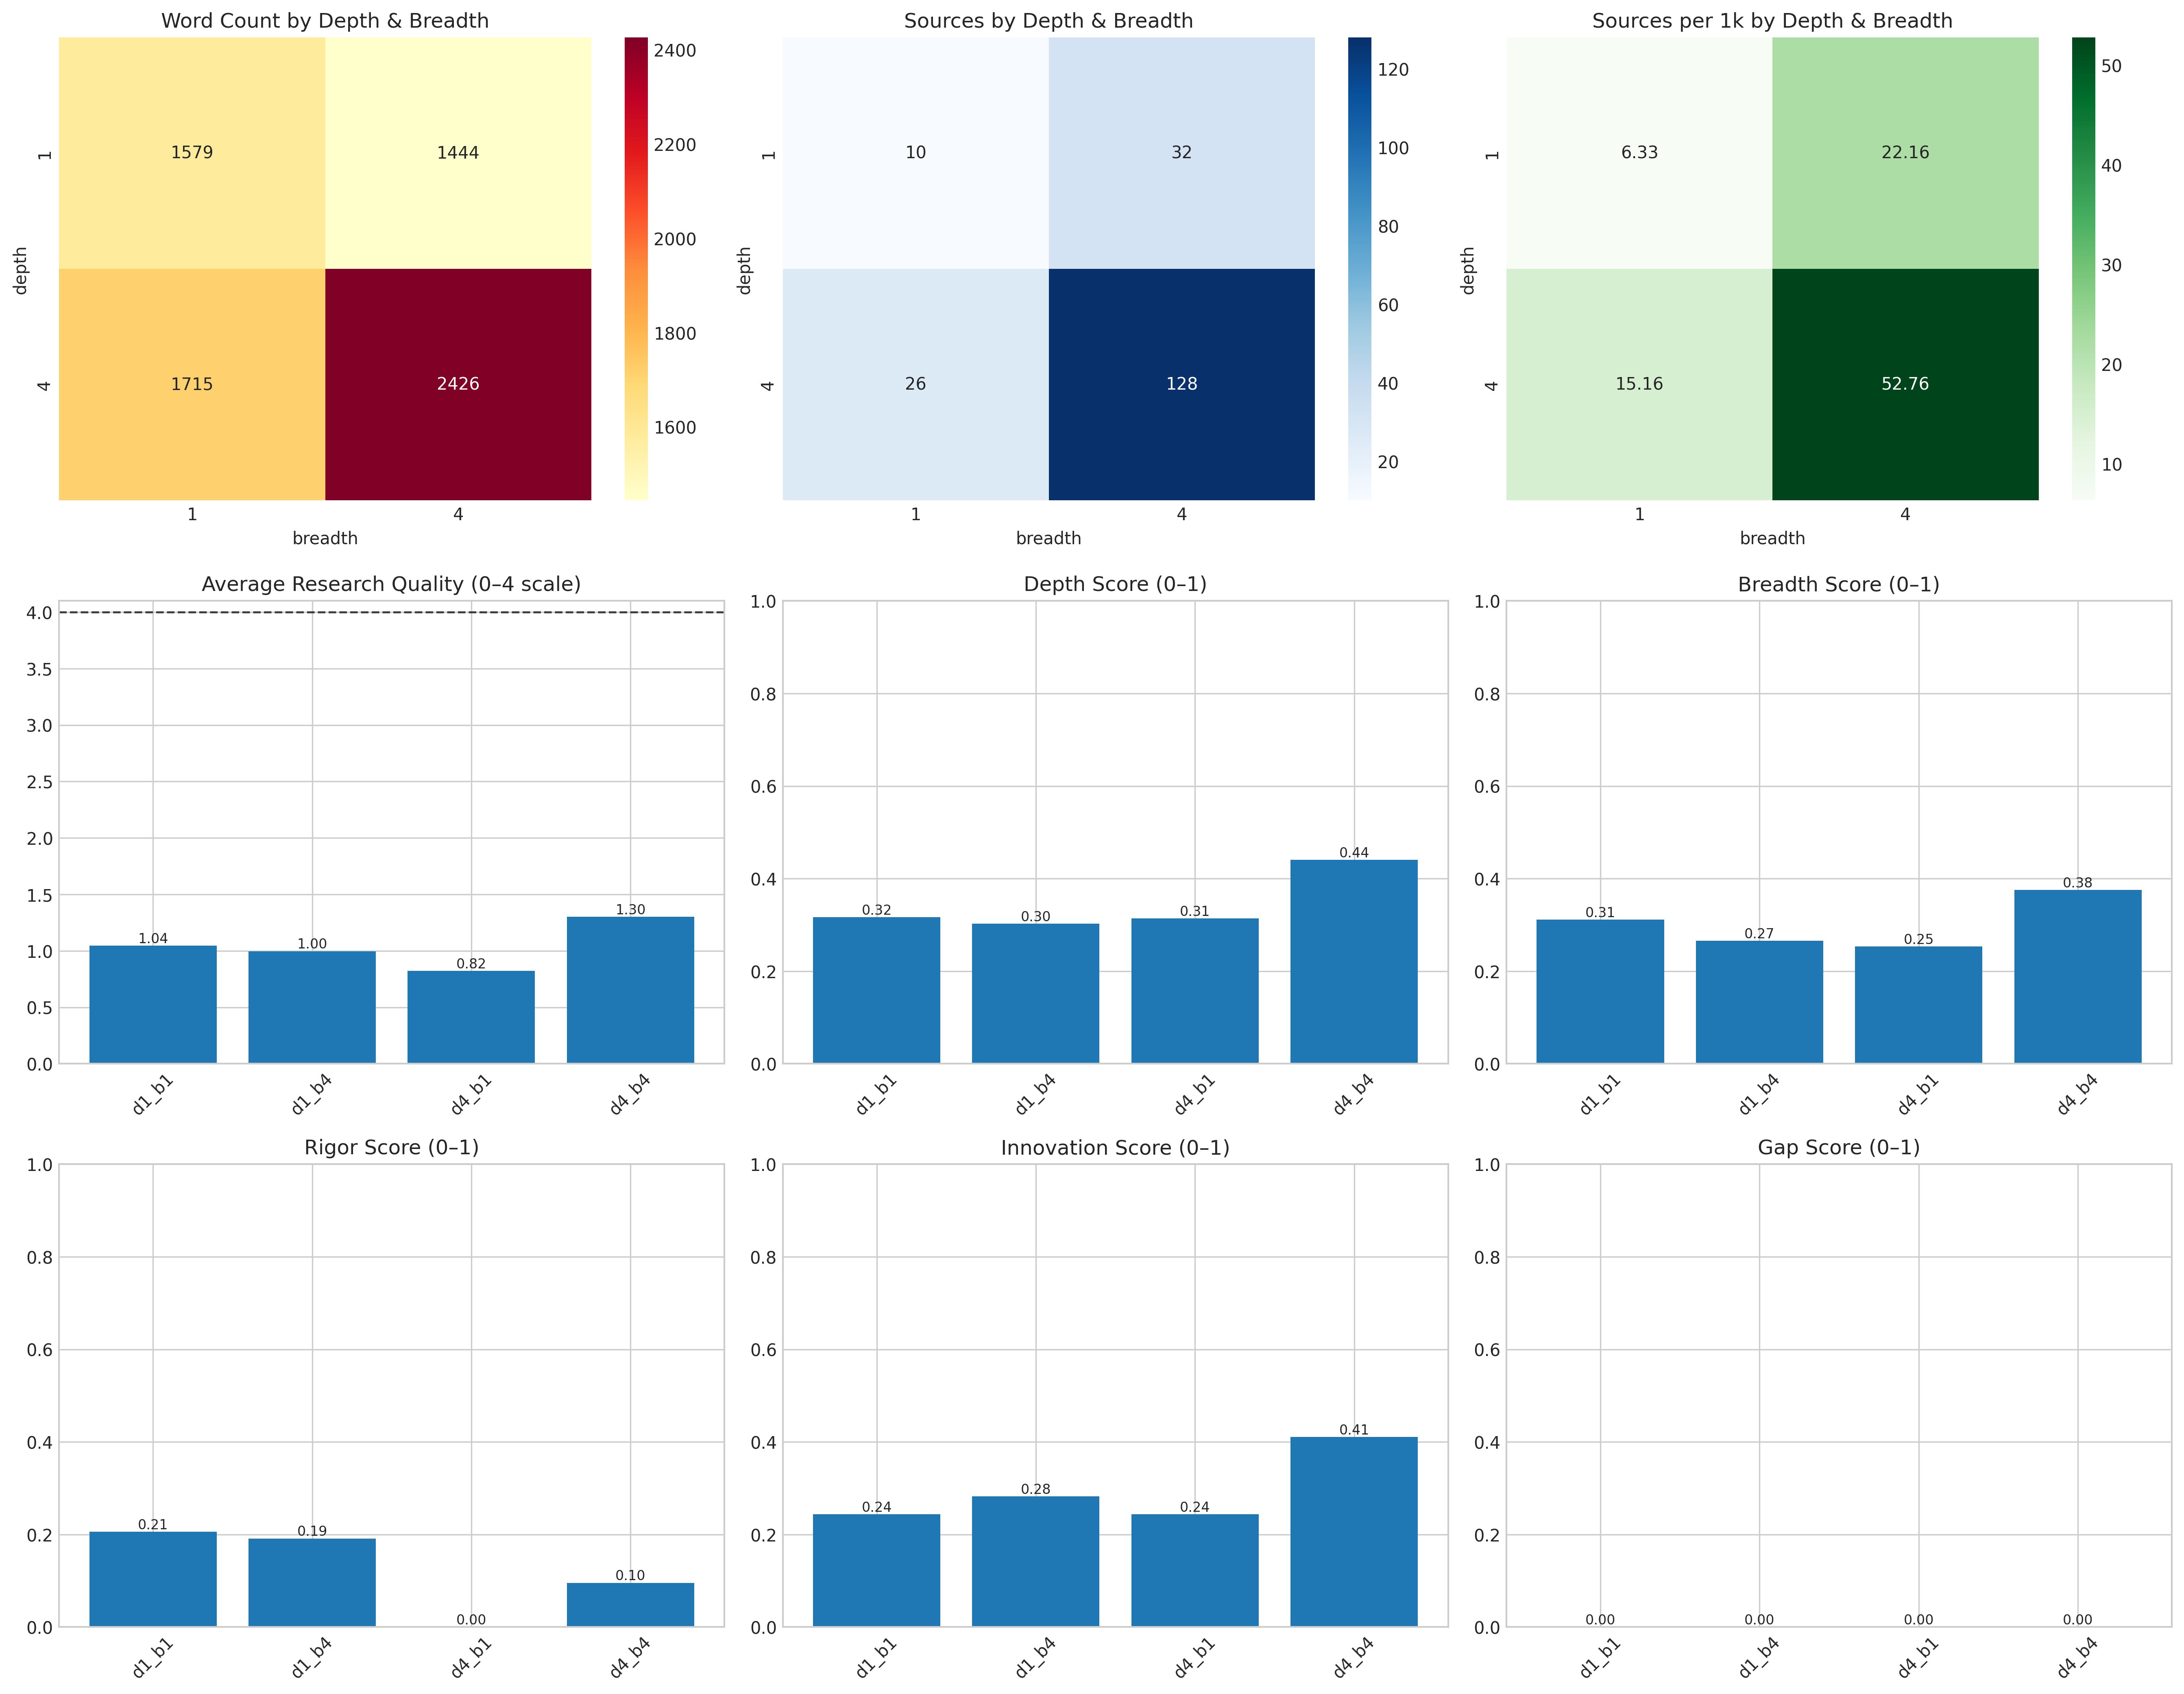 Word Count by Depth & Breadth
1579 1444
1715 2426
1
4
depth
1 4
breadth
2400
2200
2000
1800
1600
Sources by Depth & Breadth
10 32
26 128
1
4
depth
1 4
breadth
120
100
80
60
40
20
Sources per 1k by Depth & Breadth
6.33 22.16
15.16 52.76
1
4
depth
1 4
breadth
50
40
30
20
10
Average Research Quality (0–4 scale)
4.0
3.5
3.0
2.5
2.0
1.5
1.0
0.5
0.0
1.04 1.00 0.82 1.30
d1_b1 d1_b4 d4_b1 d4_b4
Depth Score (0–1)
1.0
0.8
0.6
0.4
0.2
0.0
0.32 0.30 0.31 0.44
d1_b1 d1_b4 d4_b1 d4_b4
Breadth Score (0–1)
1.0
0.8
0.6
0.4
0.2
0.0
0.31 0.27 0.25 0.38
d1_b1 d1_b4 d4_b1 d4_b4
Rigor Score (0–1)
1.0
0.8
0.6
0.4
0.2
0.0
0.21 0.19 0.00 0.10
d1_b1 d1_b4 d4_b1 d4_b4
Innovation Score (0–1)
1.0
0.8
0.6
0.4
0.2
0.0
0.24 0.28 0.24 0.41
d1_b1 d1_b4 d4_b1 d4_b4
Gap Score (0–1)
1.0
0.8
0.6
0.4
0.2
0.0
0.00 0.00 0.00 0.00
d1_b1 d1_b4 d4_b1 d4_b4